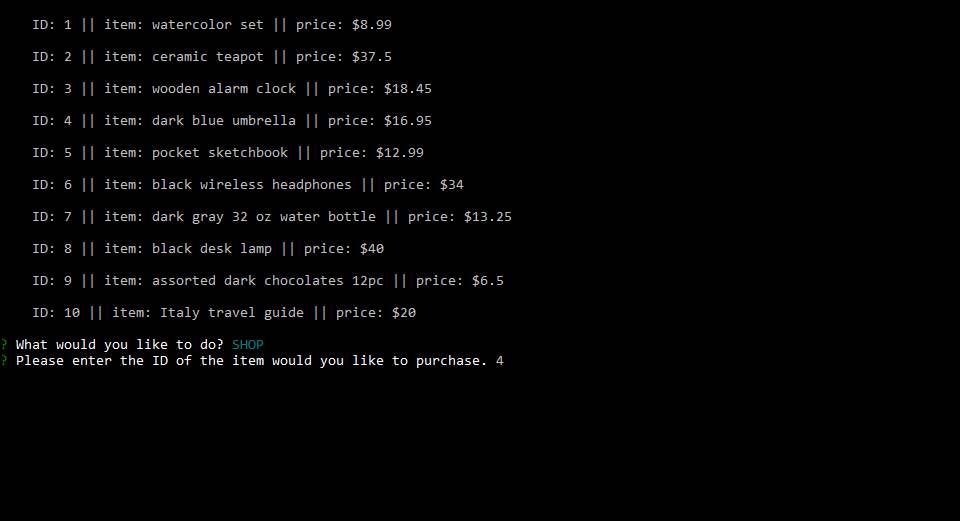 ID: 1 || item: watercolor set || price: $8.99
ID: 2 || item: ceramic teapot || price: $37.5
ID: 3 || item: wooden alarm clock || price: $18.45
ID: 4 || item: dark blue umbrella || price: $16.95
ID: 5 || item: pocket sketchbook || price: $12.99
ID: 6 || item: black wireless headphones || price: $34
ID: 7 || item: dark gray 32 oz water bottle || price: $13.25
ID: 8 || item: black desk lamp || price: $40
ID: 9 || item: assorted dark chocolates 12pc || price: $6.5
ID: 10 || item: Italy travel guide || price: $20
? What would you like to do? SHOP
? Please enter the ID of the item would you like to purchase. 4